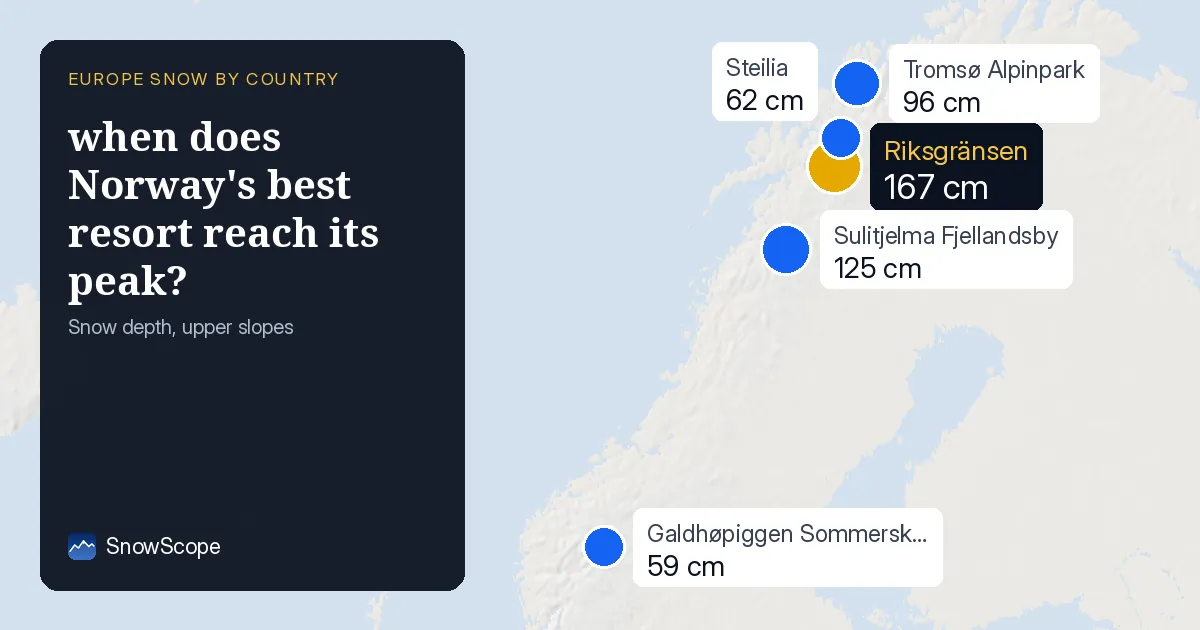 EUROPE SNOW BY COUNTRY
when does
Norway's best
resort reach its
peak?
Snow depth, upper slopes
SnowScope
Steilia
62 cm
Tromsø Alpinpark
96 cm
Riksgränsen
167 cm
Sulitjelma Fjellandsby
125 cm
Galdhøpiggen Sommersk...
59 cm